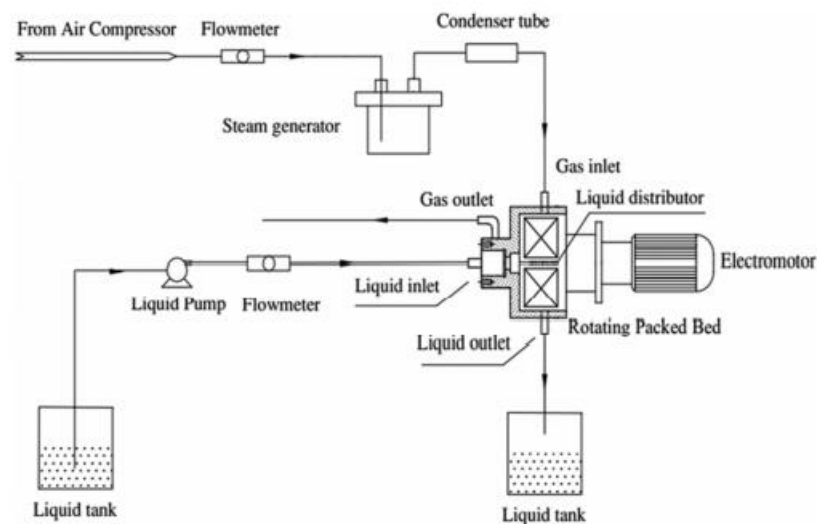 From Air Compressor
Flowmeter
Condenser tube
Steam generator
Gas inlet
Liquid distributor
Gas outlet
Electromotor
Liquid Pump
Flowmeter
Liquid inlet
Rotating Packed Bed
Liquid outlet
Liquid tank
Liquid tank